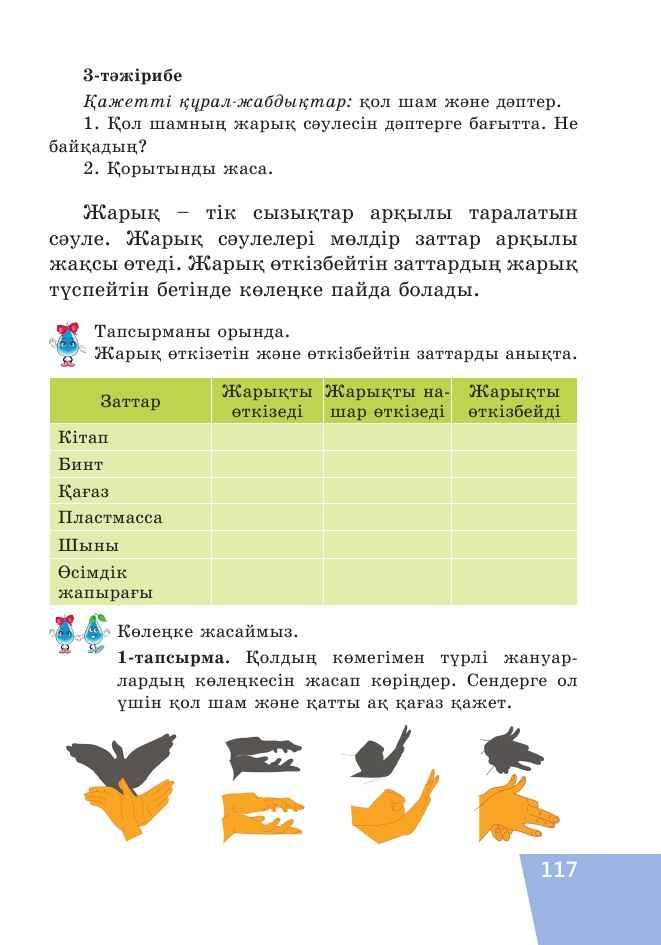 3-тәжірибе
Қажетті құрал-жабдықтар: қол шам және дәптер.
1. Қол шамның жарық сәулесін дәптерге бағытта. Не
байқадың?
2. Қорытынды жаса.
Жарық – тік сызықтар арқылы таралатын
сәуле. Жарық сәулелері мөлдір заттар арқылы
жақсы өтеді. Жарық өткізбейтін заттардың жарық
түспейтін бетінде көлеңке пайда болады.
Тапсырманы орында.
Жарық өткізетін және өткізбейтін заттарды анықта.
Заттар
Жарықты
өткізеді
Жарықты на-
шар өткізеді
Жарықты
өткізбейді
Кітап
Бинт
Қағаз
Пластмасса
Шыны
Өсімдік
жапырағы
Көлеңке жасаймыз.
1-тапсырма. Қолдың көмегімен түрлі жануар-
лардың көлеңкесін жасап көріңдер. Сендерге ол
үшін қол шам және қатты ақ қағаз қажет.
117